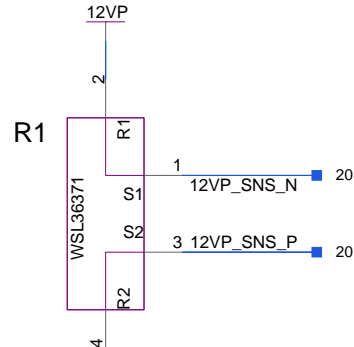 12VP
2
R1
R1
1
12VP_SNS_N
20
S1
WSL36371
S2
3
12VP_SNS_P
20
R2
4